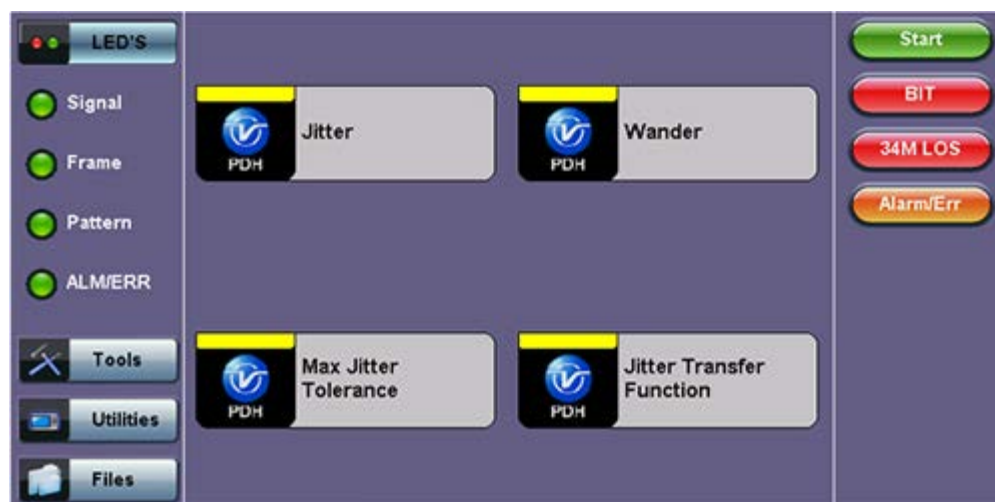 LED'S
Signal
Frame
Pattern
ALM/ERR
Tools
Utilities
Files
PDH
Jitter
PDH
Wander
PDH
Max Jitter
Tolerance
PDH
Jitter Transfer
Function
Start
BIT
34M LOS
Alarm/Err